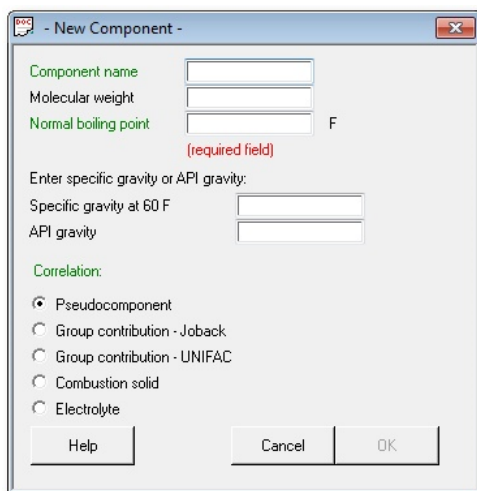 DOC
- New Component -
Component name
Molecular weight
Normal boiling point F
(required field)
Enter specific gravity or API gravity:
Specific gravity at 60 F
API gravity
Correlation:
Pseudocomponent
Group contribution - Joback
Group contribution - UNIFAC
Combustion solid
Electrolyte
Help Cancel OK